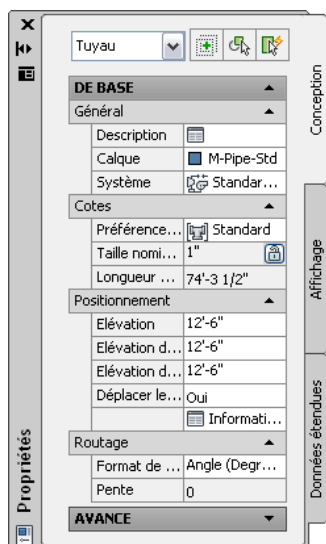 Tuyau
DE BASE
Général
Description
Calque M-Pipe-Std
Système Standar...
Cotes
Préférence... Standard
Taille nomi... 1"
Longueur ... 74'-3 1/2"
Positionnement
Elévation 12'-6"
Elévation d... 12'-6"
Elévation d... 12'-6"
Déplacer le... Oui
Informati...
Routage
Format de ... Angle (Degr...
Pente 0
AVANCE
Conception
Affichage
Données étendues
Propriétés